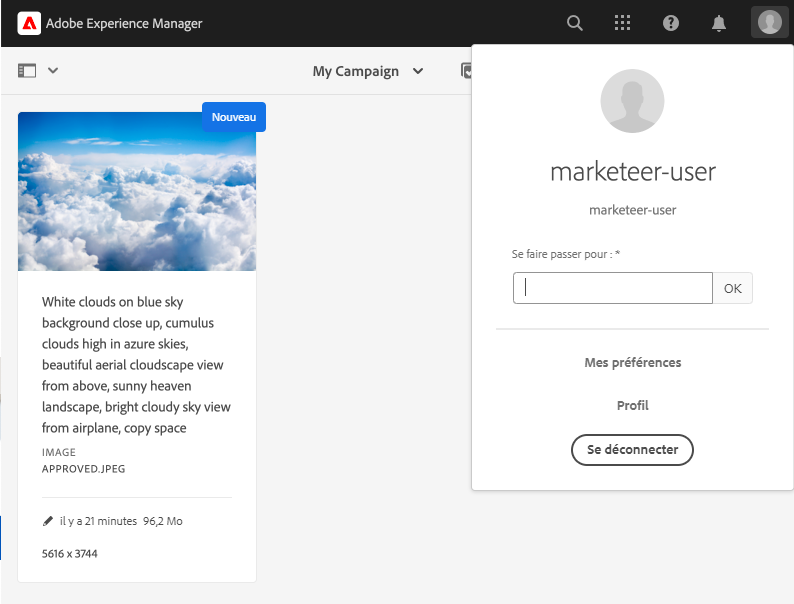 Adobe Experience Manager
My Campaign
Nouveau
White clouds on blue sky
background close up, cumulus
clouds high in azure skies,
beautiful aerial cloudscape view
from above, sunny heaven
landscape, bright cloudy sky view
from airplane, copy space
IMAGE
APPROVED.JPEG
il y a 21 minutes 96,2 Mo
5616 x 3744
marketeer-user
marketeer-user
Se faire passer pour : *
OK
Mes préférences
Profil
Se déconnecter